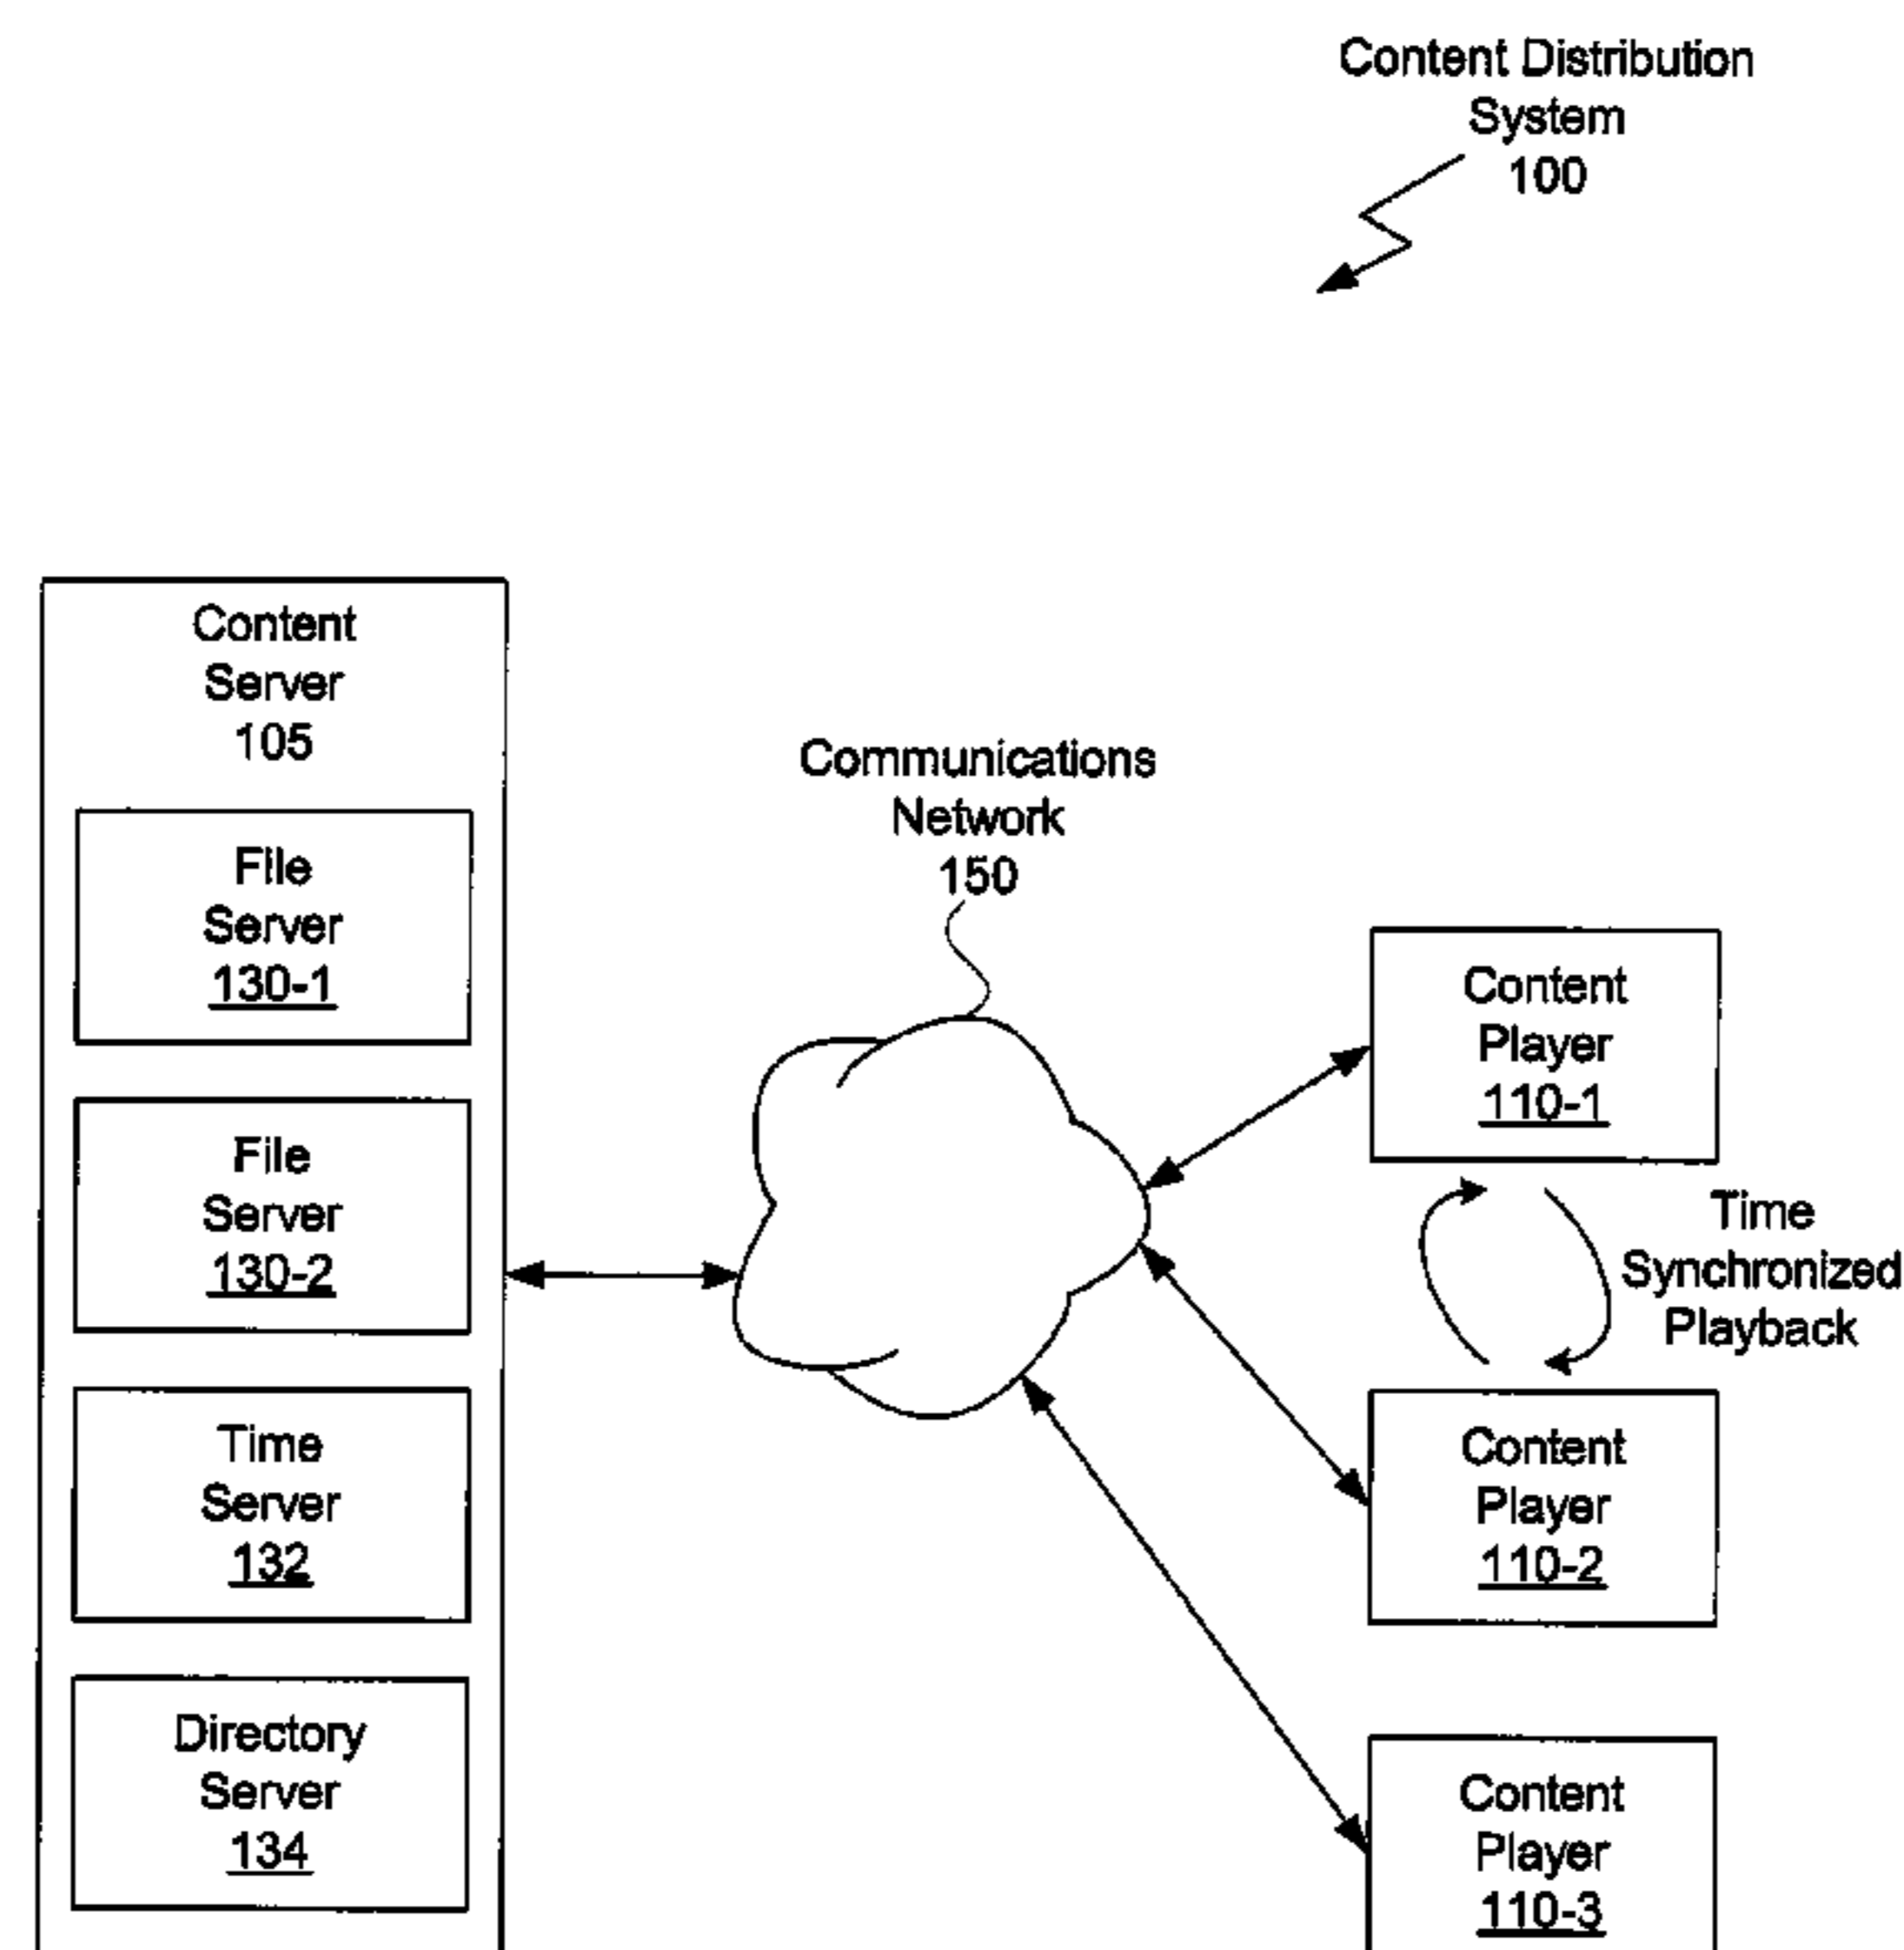 Content Distribution
System
100
Content
Server
105
File
Server
130-1
File
Server
130-2
Time
Server
132
Directory
Server
134
Communications
Network
150
Content
Player
110-1
Time
Synchronized
Playback
Content
Player
110-2
Content
Player
110-3